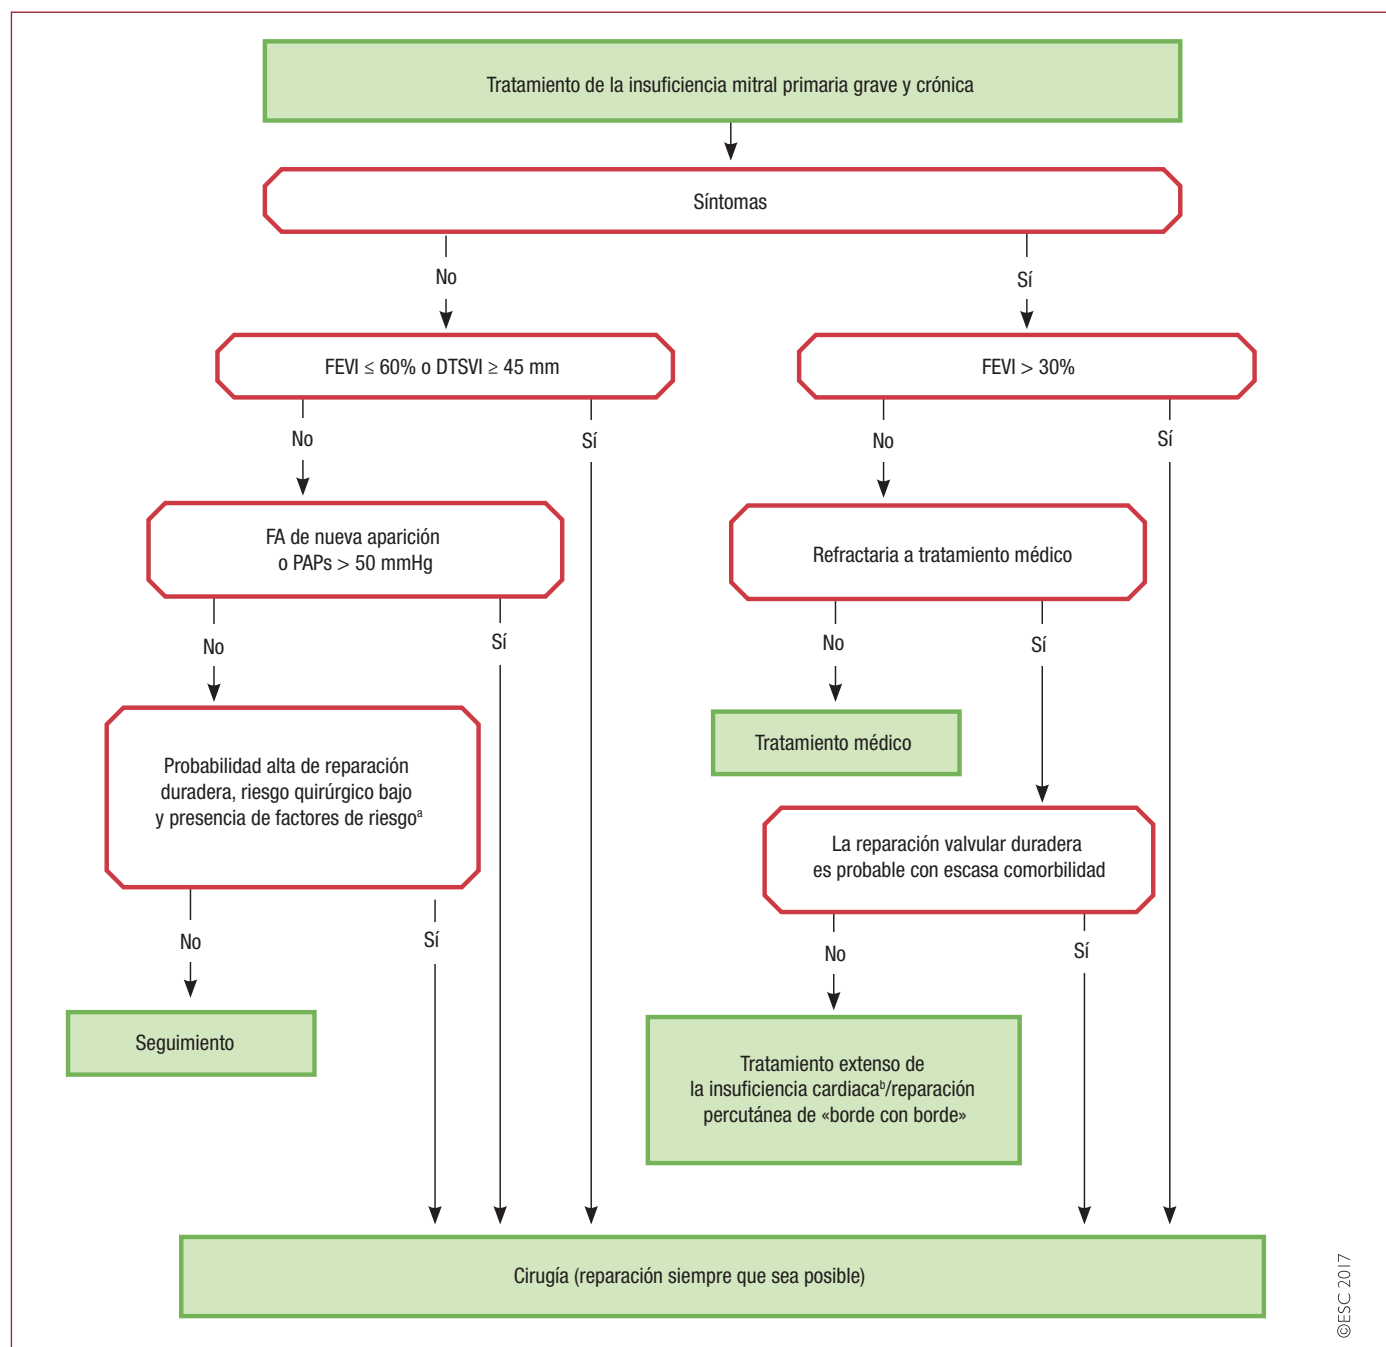 Tratamiento de la insuficiencia mitral primaria grave y crónica
Síntomas
No
Sí
FEVI ≤ 60% o DTSVI ≥ 45 mm
FEVI > 30%
No
Sí
No
Sí
FA de nueva aparición
o PAPs > 50 mmHg
Refractaria a tratamiento médico
No
Sí
No
Sí
Probabilidad alta de reparación
duradera, riesgo quirúrgico bajo
y presencia de factores de riesgoᵃ
Tratamiento médico
La reparación valvular duradera
es probable con escasa comorbilidad
No
Sí
No
Sí
Seguimiento
Tratamiento extenso de
la insuficiencia cardiacaᵇ/reparación
percutánea de «borde con borde»
Cirugía (reparación siempre que sea posible)
©ESC 2017